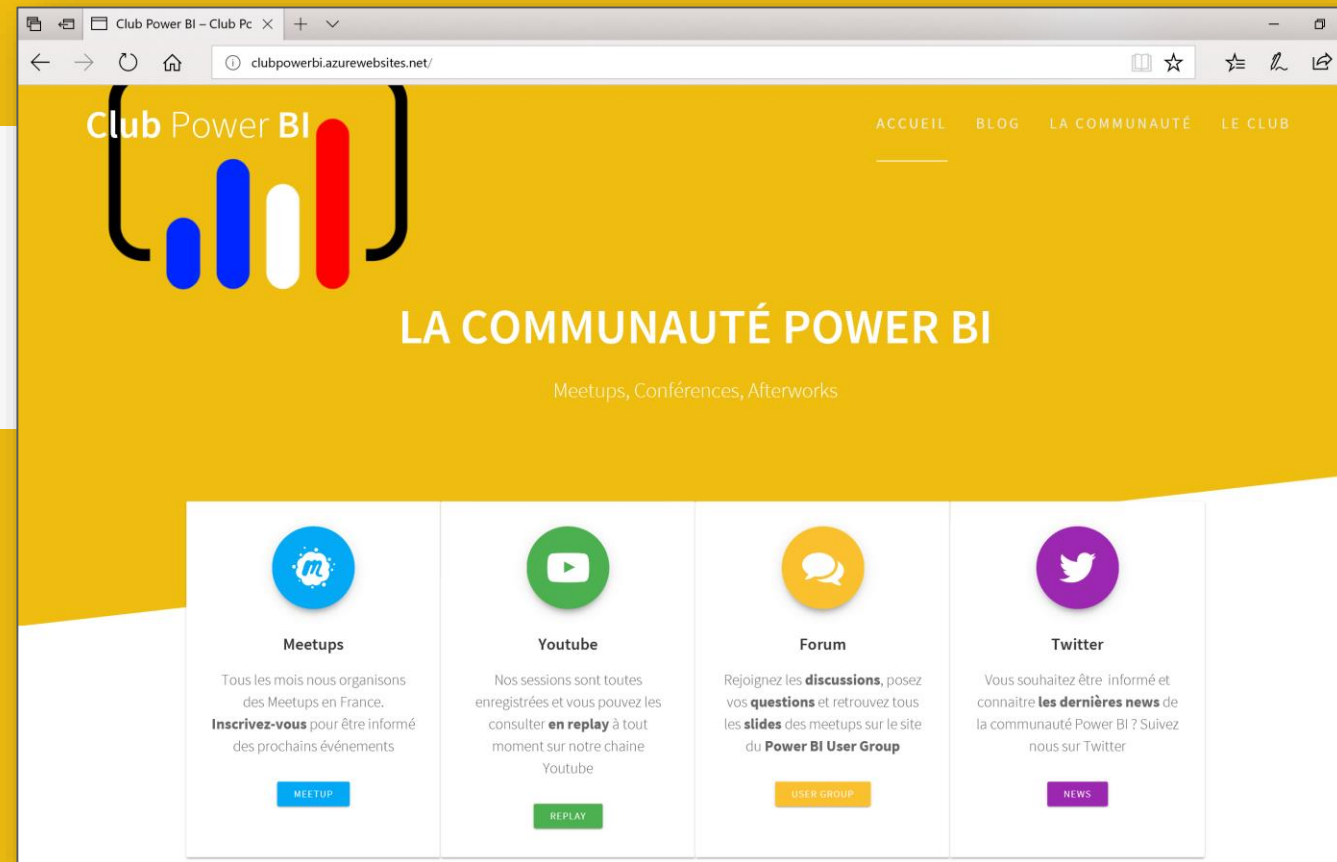 Club Power BI – Club Pc
clubpowerbi.azurewebsites.net/
Club Power BI
ACCUEIL BLOG LA COMMUNAUTÉ LE CLUB
LA COMMUNAUTÉ POWER BI
Meetups, Conférences, Afterworks
m
Meetups
Tous les mois nous organisons
des Meetups en France.
Inscrivez-vous pour être informé
des prochains événements
MEETUP
Youtube
Nos sessions sont toutes
enregistrées et vous pouvez les
consulter en replay à tout
moment sur notre chaine
Youtube
REPLAY
Forum
Rejoignez les discussions, posez
vos questions et retrouvez tous
les slides des meetups sur le site
du Power BI User Group
USER GROUP
Twitter
Vous souhaitez être informé et
connaitre les dernières news de
la communauté Power BI ? Suivez
nous sur Twitter
NEWS